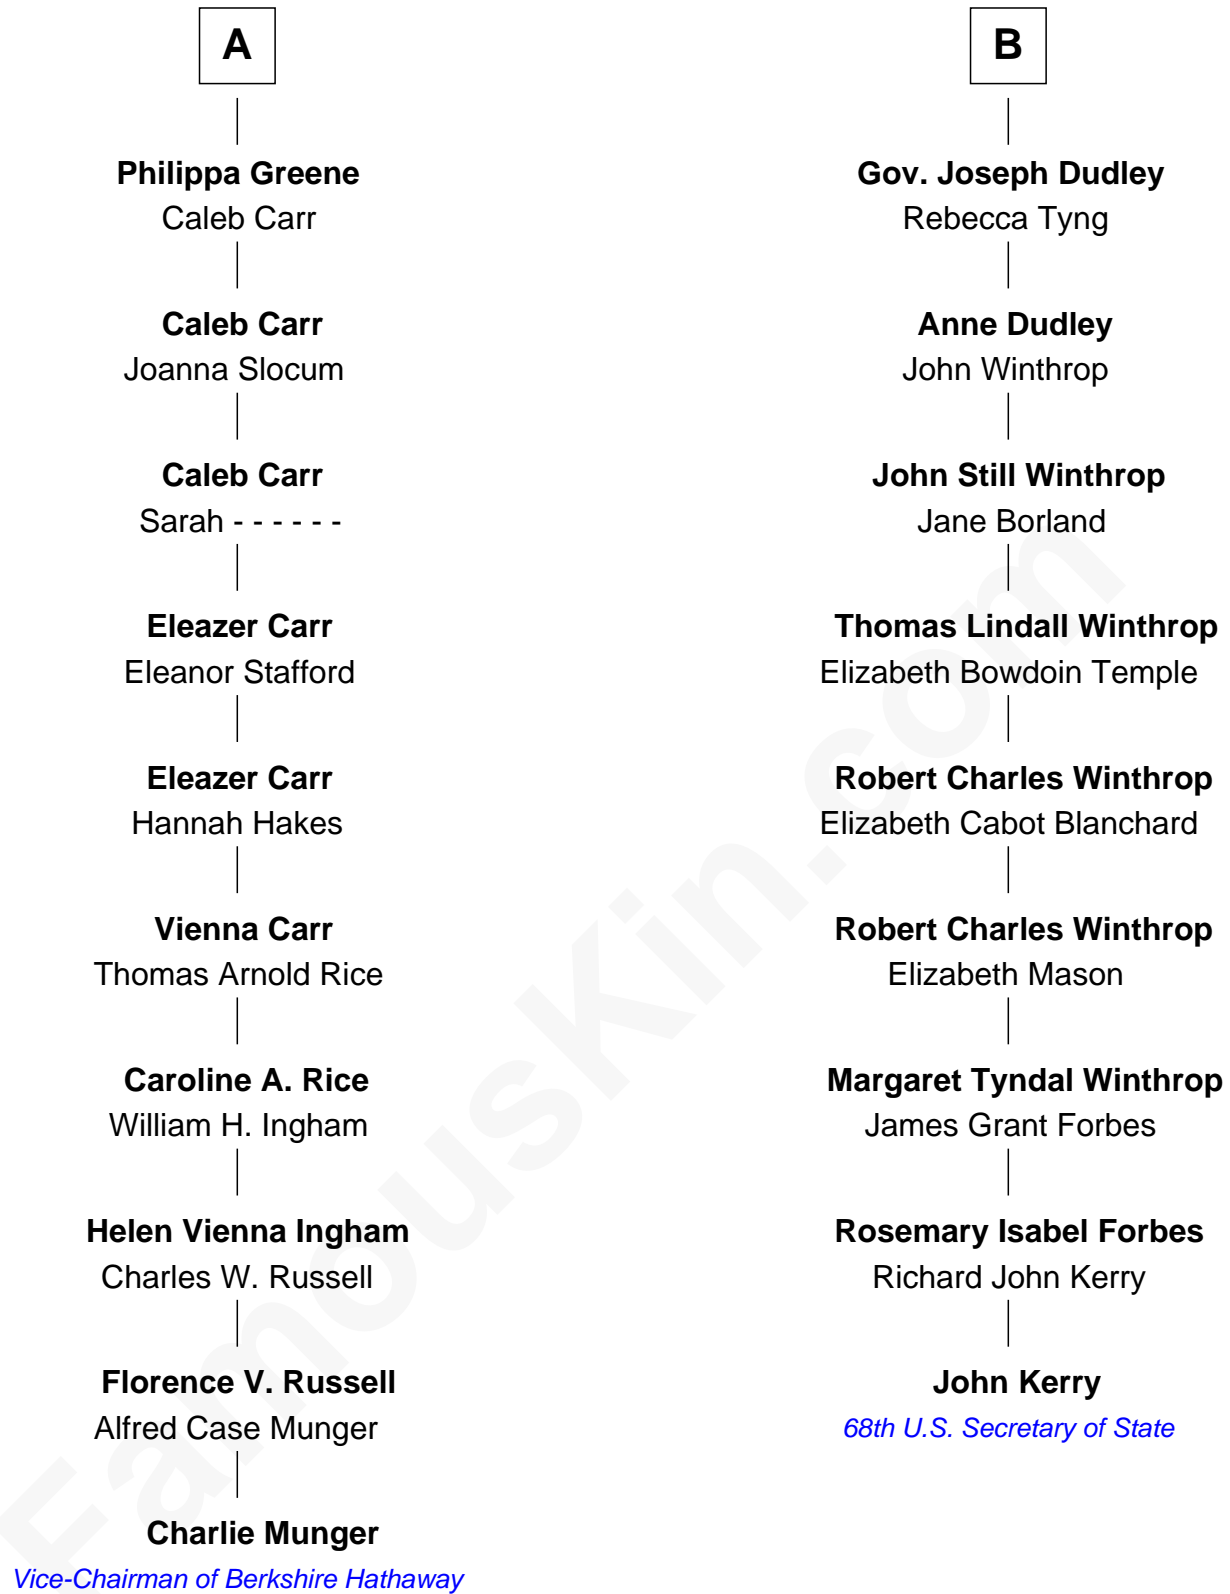 A
Philippa Greene
Caleb Carr
Caleb Carr
Joanna Slocum
Caleb Carr
Sarah - - - - - -
Eleazer Carr
Eleanor Stafford
Eleazer Carr
Hannah Hakes
Vienna Carr
Thomas Arnold Rice
Caroline A. Rice
William H. Ingham
Helen Vienna Ingham
Charles W. Russell
Florence V. Russell
Alfred Case Munger
Charlie Munger
Vice-Chairman of Berkshire Hathaway
B
Gov. Joseph Dudley
Rebecca Tyng
Anne Dudley
John Winthrop
John Still Winthrop
Jane Borland
Thomas Lindall Winthrop
Elizabeth Bowdoin Temple
Robert Charles Winthrop
Elizabeth Cabot Blanchard
Robert Charles Winthrop
Elizabeth Mason
Margaret Tyndal Winthrop
James Grant Forbes
Rosemary Isabel Forbes
Richard John Kerry
John Kerry
68th U.S. Secretary of State
FamousKin.com